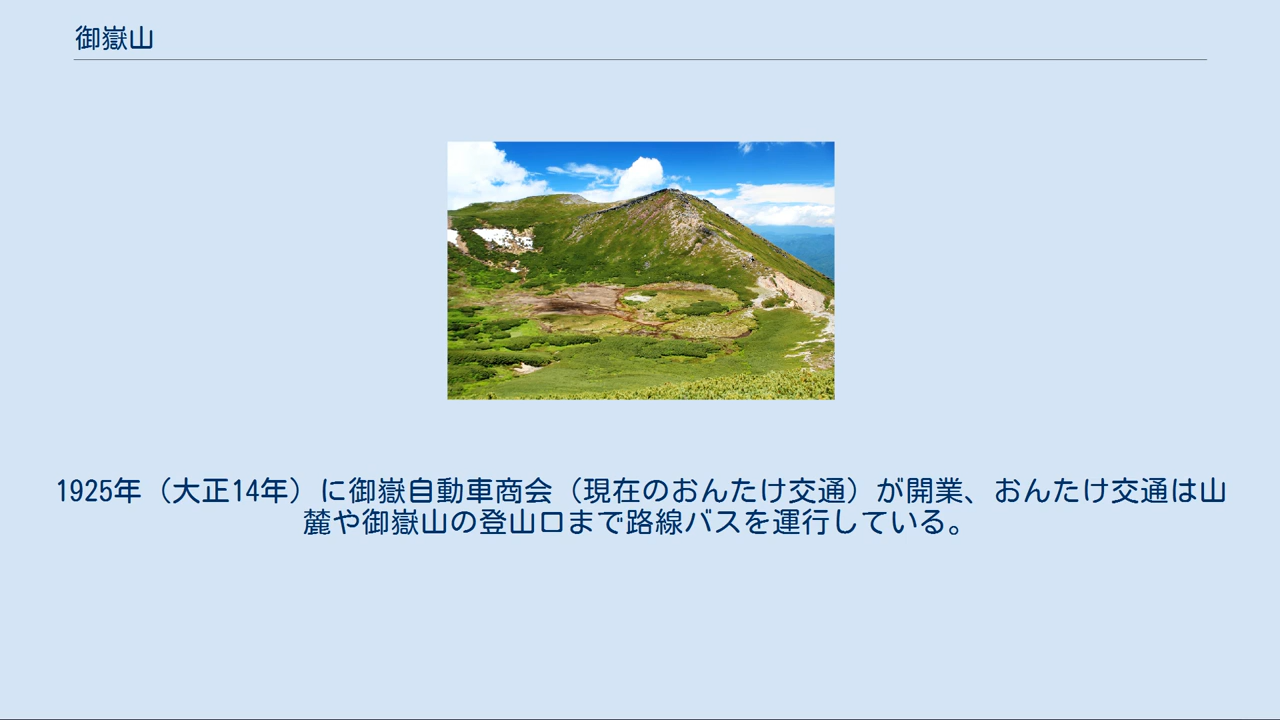 御嶽山
1925年（大正14年）に御嶽自動車商会（現在のおんたけ交通）が開業、おんたけ交通は山
麓や御嶽山の登山口まで路線バスを運行している。